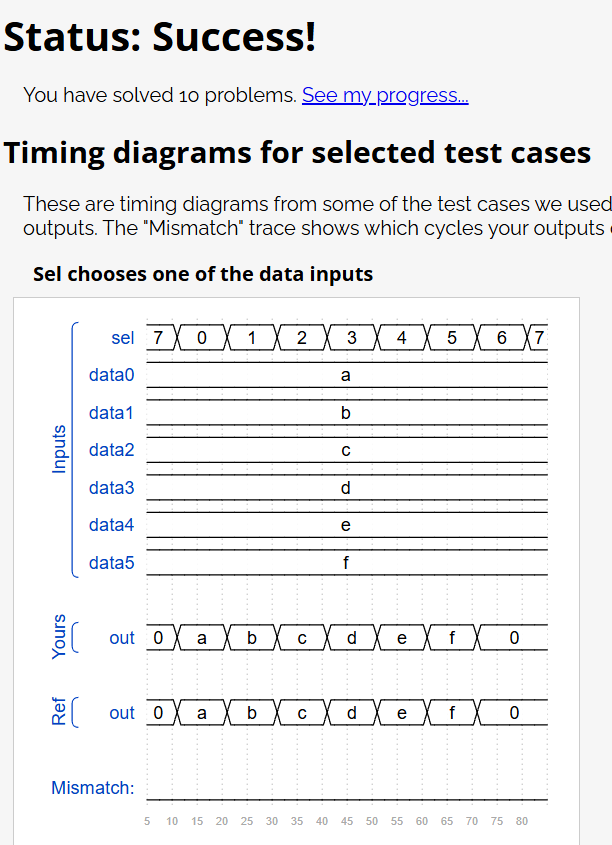 Status: Success!
You have solved 10 problems. See my progress...
Timing diagrams for selected test cases
These are timing diagrams from some of the test cases we used
outputs. The "Mismatch" trace shows which cycles your outputs
Sel chooses one of the data inputs
Inputs
sel 7 0 1 2 3 4 5 6 7
data0 a
data1 b
data2 c
data3 d
data4 e
data5 f
Yours
out 0 a b c d e f 0
Ref
out 0 a b c d e f 0
Mismatch:
5 10 15 20 25 30 35 40 45 50 55 60 65 70 75 80